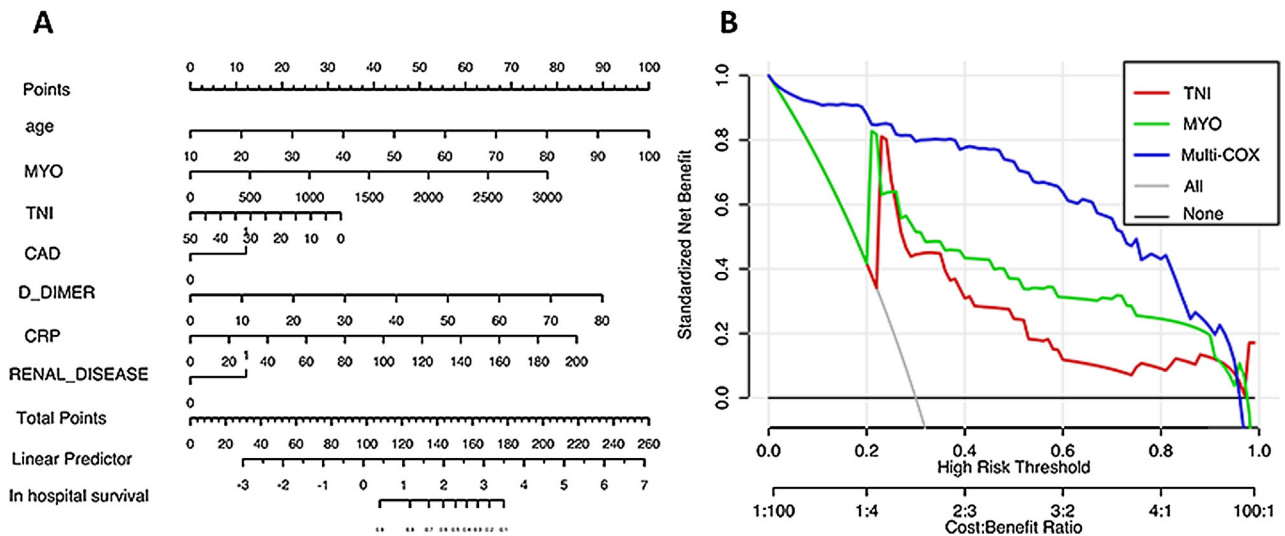 A
Points
0 10 20 30 40 50 60 70 80 90 100
age
10 20 30 40 50 60 70 80 90 100
MYO
0 500 1000 1500 2000 2500 3000
TNI
50 40 30 20 10 0
CAD
1
0
D_DIMER
0 10 20 30 40 50 60 70 80
CRP
0 20 40 60 80 100 120 140 160 180 200
RENAL_DISEASE
1
0
Total Points
0 20 40 60 80 100 120 140 160 180 200 220 240 260
Linear Predictor
-3 -2 -1 0 1 2 3 4 5 6 7
In hospital survival
B
Standardized Net Benefit
1.0
0.8
0.6
0.4
0.2
0.0
TNI
MYO
Multi-COX
All
None
0.0 0.2 0.4 0.6 0.8 1.0
High Risk Threshold
1:100 1:4 2:3 3:2 4:1 100:1
Cost:Benefit Ratio